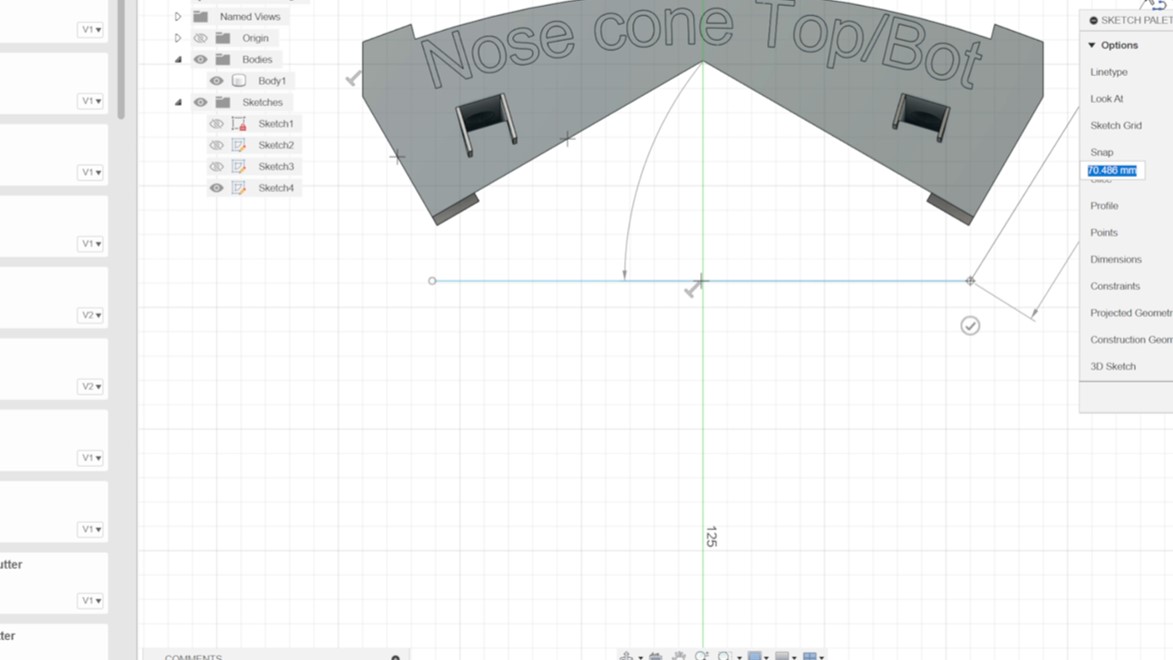 V1
V1
V1
V1
V2
V2
V1
V1
utter
V1
tter
Named Views
Origin
Bodies
Body1
Sketches
Sketch1
Sketch2
Sketch3
Sketch4
Nose cone Top/Bot
125
SKETCH PALET
Options
Linetype
Look At
Sketch Grid
Snap
70.486 mm
Profile
Points
Dimensions
Constraints
Projected Geometr
Construction Geom
3D Sketch
COMMENTS